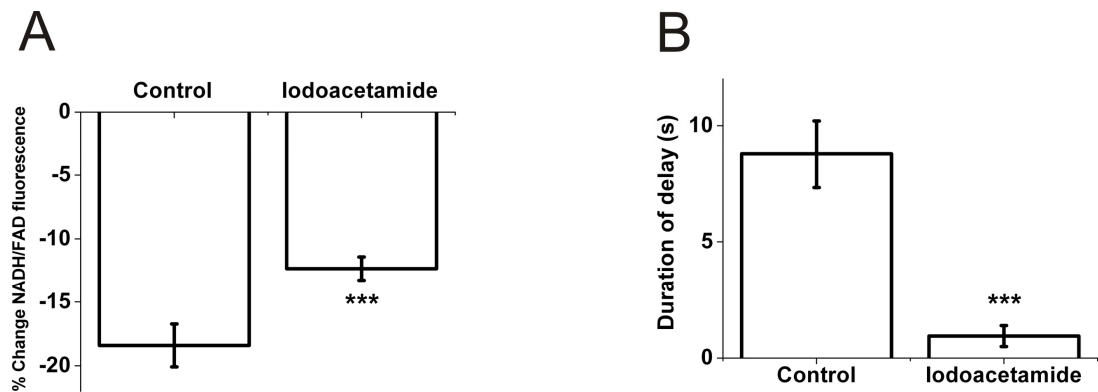 A
Control Iodoacetamide
% Change NADH/FAD fluorescence
0
-5
-10
-15
-20
***
B
Duration of delay (s)
10
5
0
***
Control Iodoacetamide